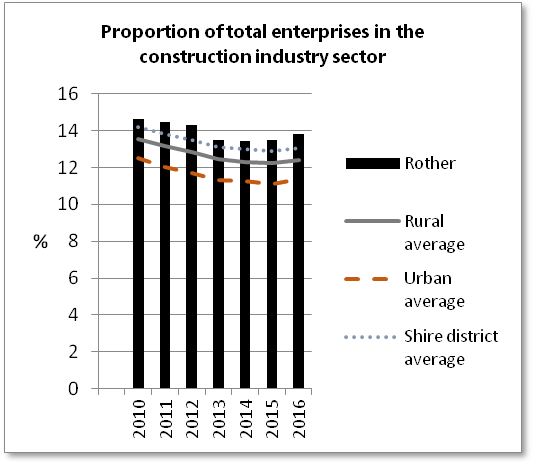 Proportion of total enterprises in the
construction industry sector
16
14
12
10
8
6
4
2
0
%
2010
2011
2012
2013
2014
2015
2016
Rother
Rural
average
Urban
average
Shire district
average